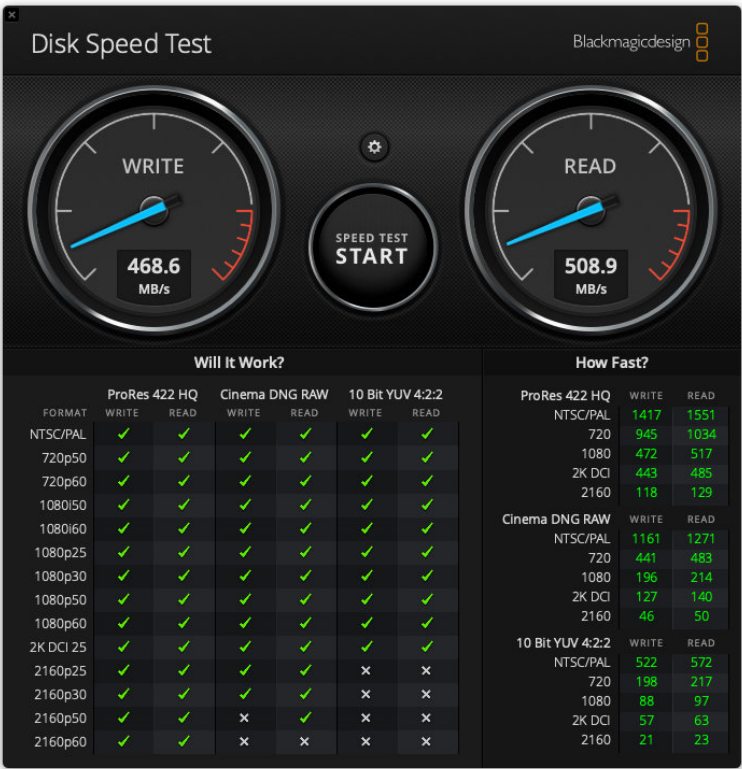 Disk Speed Test
Blackmagicdesign
WRITE
468.6
MB/s
SPEED TEST
START
READ
508.9
MB/s
Will It Work?
ProRes 422 HQ Cinema DNG RAW 10 Bit YUV 4:2:2
FORMAT WRITE READ WRITE READ WRITE READ
NTSC/PAL ✓ ✓ ✓ ✓ ✓ ✓
720p50 ✓ ✓ ✓ ✓ ✓ ✓
720p60 ✓ ✓ ✓ ✓ ✓ ✓
1080i50 ✓ ✓ ✓ ✓ ✓ ✓
1080i60 ✓ ✓ ✓ ✓ ✓ ✓
1080p25 ✓ ✓ ✓ ✓ ✓ ✓
1080p30 ✓ ✓ ✓ ✓ ✓ ✓
1080p50 ✓ ✓ ✓ ✓ ✓ ✓
1080p60 ✓ ✓ ✓ ✓ ✓ ✓
2K DCI 25 ✓ ✓ ✓ ✓ ✓ ✓
2160p25 ✓ ✓ ✓ ✓ × ×
2160p30 ✓ ✓ ✓ ✓ × ×
2160p50 ✓ ✓ × ✓ × ×
2160p60 ✓ ✓ × × × ×
How Fast?
ProRes 422 HQ WRITE READ
NTSC/PAL 1417 1551
720 945 1034
1080 472 517
2K DCI 443 485
2160 118 129
Cinema DNG RAW WRITE READ
NTSC/PAL 1161 1271
720 441 483
1080 196 214
2K DCI 127 140
2160 46 50
10 Bit YUV 4:2:2 WRITE READ
NTSC/PAL 522 572
720 198 217
1080 88 97
2K DCI 57 63
2160 21 23